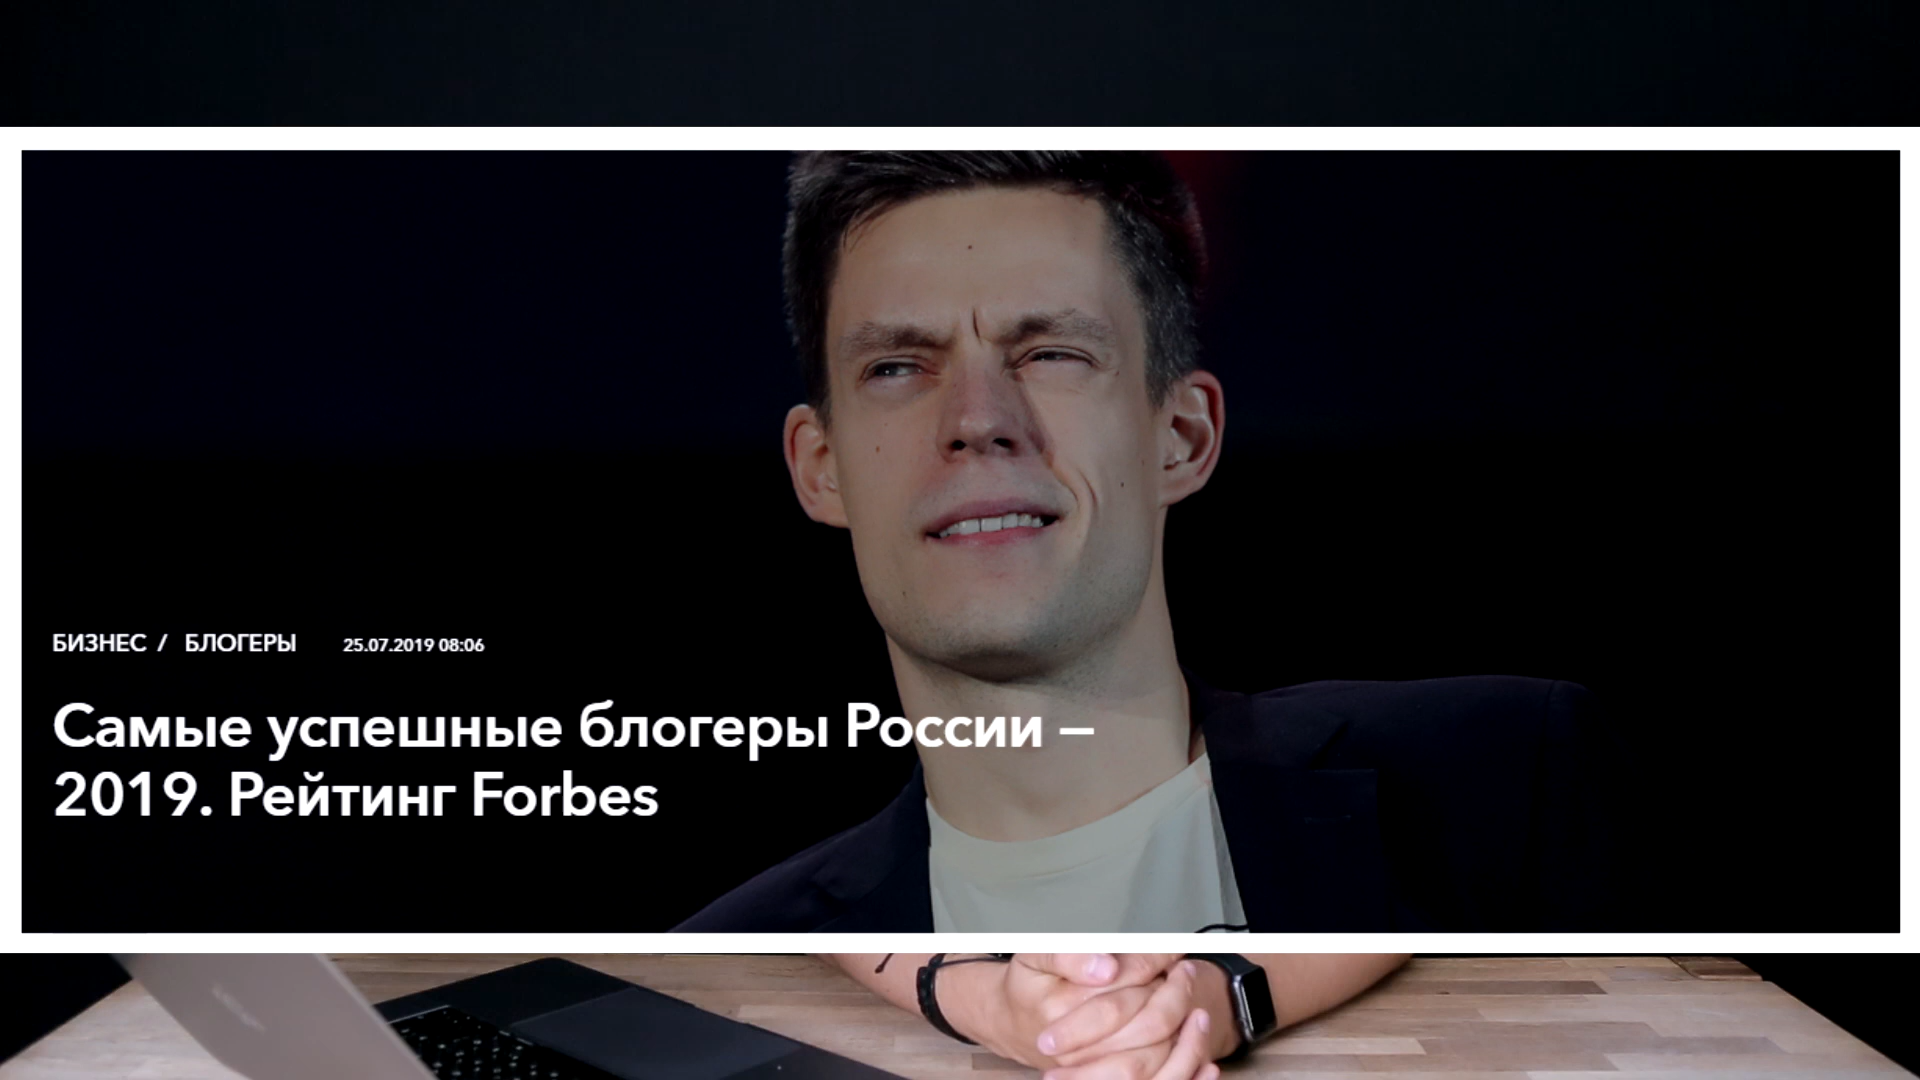 БИЗНЕС / БЛОГЕРЫ 25.07.2019 08:06
Самые успешные блогеры России –
2019. Рейтинг Forbes